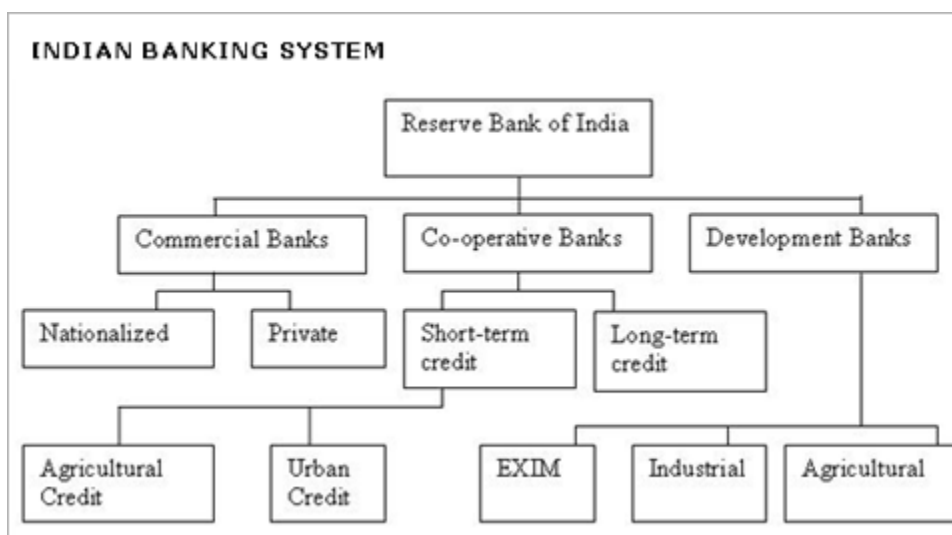 INDIAN BANKING SYSTEM
Reserve Bank of India
Commercial Banks
Co-operative Banks
Development Banks
Nationalized
Private
Short-term
credit
Long-term
credit
Agricultural
Credit
Urban
Credit
EXIM
Industrial
Agricultural